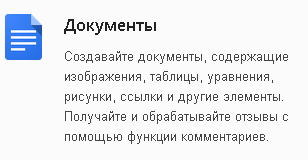 Документы
Создавайте документы, содержащие
изображения, таблицы, уравнения,
рисунки, ссылки и другие элементы.
Получайте и обрабатывайте отзывы с
помощью функции комментариев.